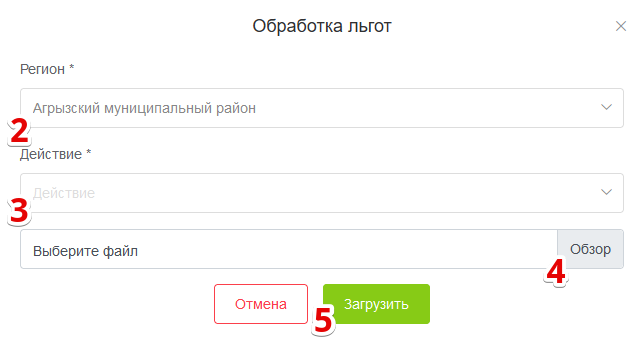 Обработка льгот
Регион *
Агрызский муниципальный район
2
Действие *
Действие
3
Выберите файл
Обзор
4
Отмена
Загрузить
5